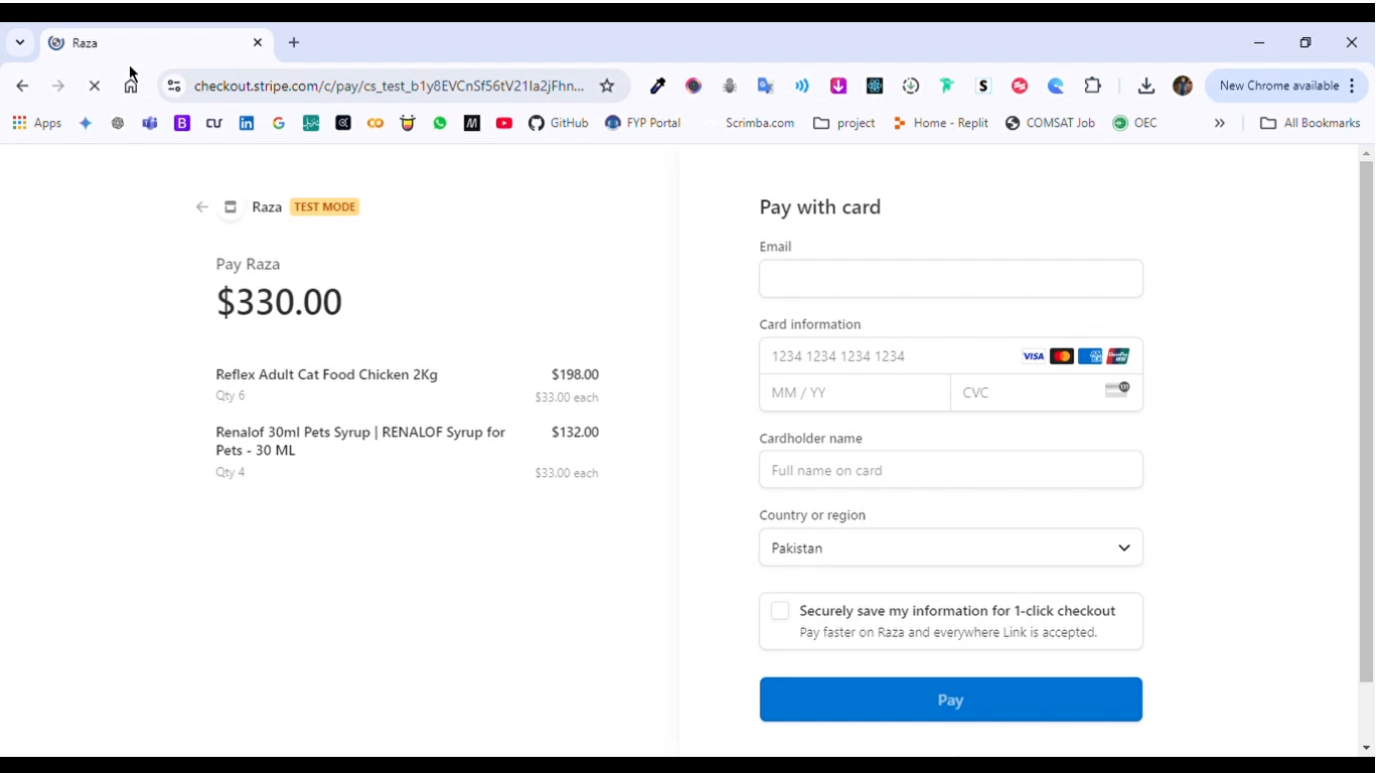 Raza
checkout.stripe.com/c/pay/cs_test_b1y8EVCnSf56tV21Ia2jFhn...
New Chrome available
Apps
GitHub
FYP Portal
Scrimba.com
project
Home - Replit
COMSAT Job
OEC
All Bookmarks
Raza TEST MODE
Pay Raza
$330.00
Reflex Adult Cat Food Chicken 2Kg $198.00
Qty 6 $33.00 each
Renalof 30ml Pets Syrup | RENALOF Syrup for $132.00
Pets - 30 ML
Qty 4 $33.00 each
Pay with card
Email
Card information
1234 1234 1234 1234 VISA
MM / YY CVC
Cardholder name
Full name on card
Country or region
Pakistan
Securely save my information for 1-click checkout
Pay faster on Raza and everywhere Link is accepted.
Pay